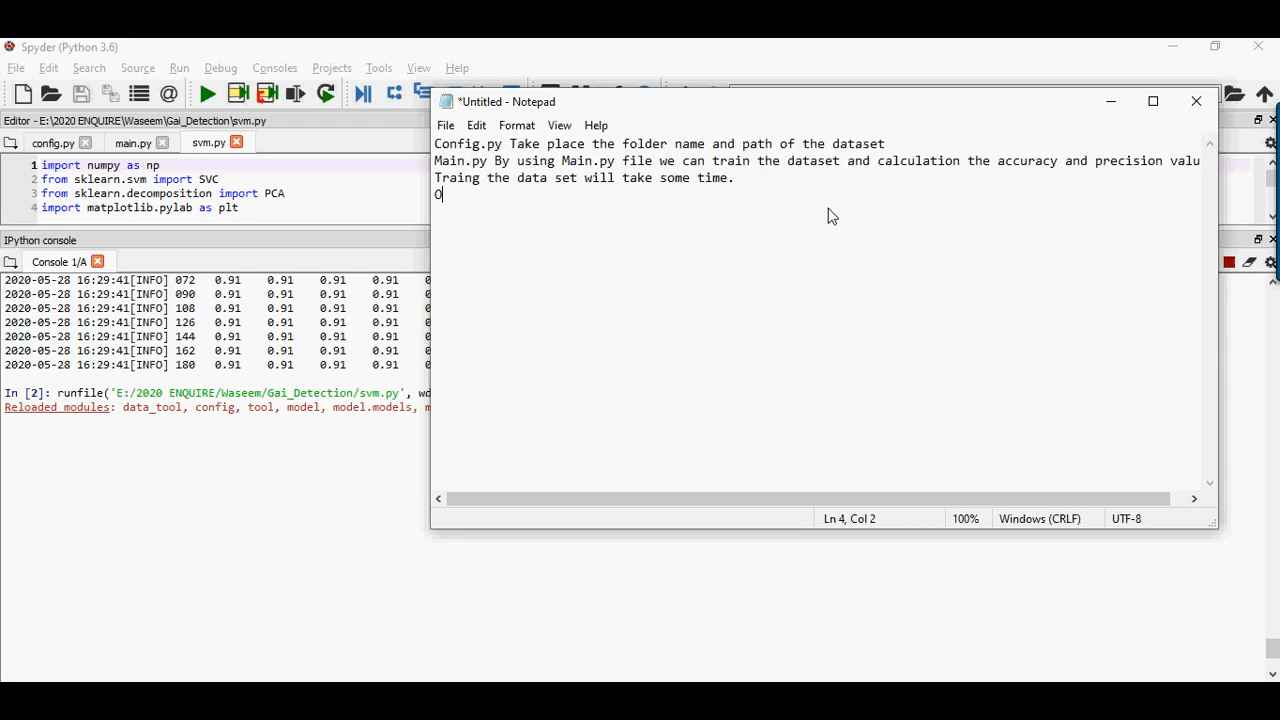 Spyder (Python 3.6)
File Edit Search Source Run Debug Consoles Projects Tools View Help
Editor - E:\2020 ENQUIRE\Waseem\Gai_Detection\svm.py
config.py main.py svm.py
1 import numpy as np
2 from sklearn.svm import SVC
3 from sklearn.decomposition import PCA
4 import matplotlib.pylab as plt
IPython console
Console 1/A
2020-05-28 16:29:41[INFO] 072 0.91 0.91 0.91 0.91
2020-05-28 16:29:41[INFO] 090 0.91 0.91 0.91 0.91
2020-05-28 16:29:41[INFO] 108 0.91 0.91 0.91 0.91
2020-05-28 16:29:41[INFO] 126 0.91 0.91 0.91 0.91
2020-05-28 16:29:41[INFO] 144 0.91 0.91 0.91 0.91
2020-05-28 16:29:41[INFO] 162 0.91 0.91 0.91 0.91
2020-05-28 16:29:41[INFO] 180 0.91 0.91 0.91 0.91
In [2]: runfile('E:/2020 ENQUIRE/Waseem/Gai_Detection/svm.py', wd
Reloaded modules: data_tool, config, tool, model, model.models, m
*Untitled - Notepad
File Edit Format View Help
Config.py Take place the folder name and path of the dataset
Main.py By using Main.py file we can train the dataset and calculation the accuracy and precision valu
Traing the data set will take some time.
O
Ln 4, Col 2 100% Windows (CRLF) UTF-8